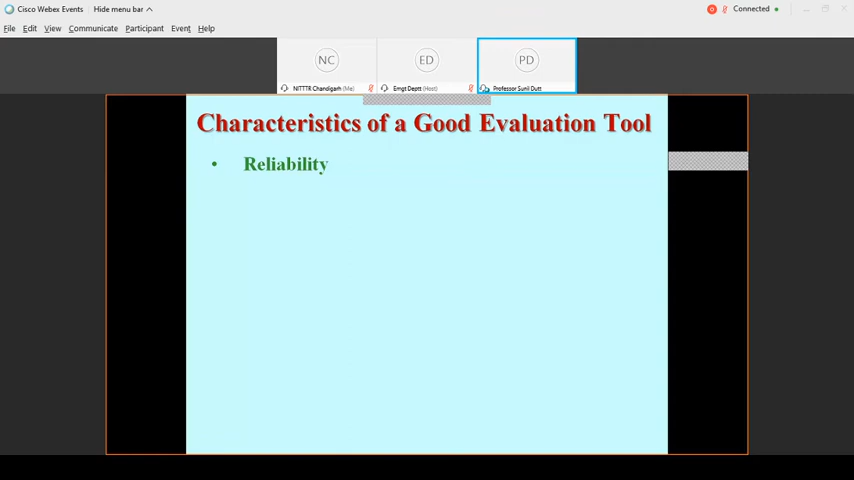 Cisco Webex Events Hide menu bar Connected
File Edit View Communicate Participant Event Help
NC ED PD
NITTTR Chandigarh (Me) Emgt Deptt (Host) Professor Sunil Dutt
Characteristics of a Good Evaluation Tool
• Reliability